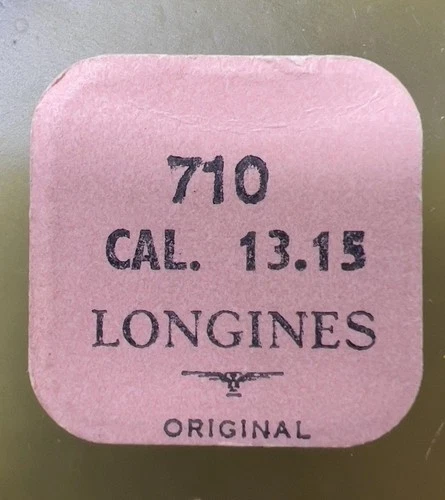 710
CAL. 13.15
LONGINES
ORIGINAL